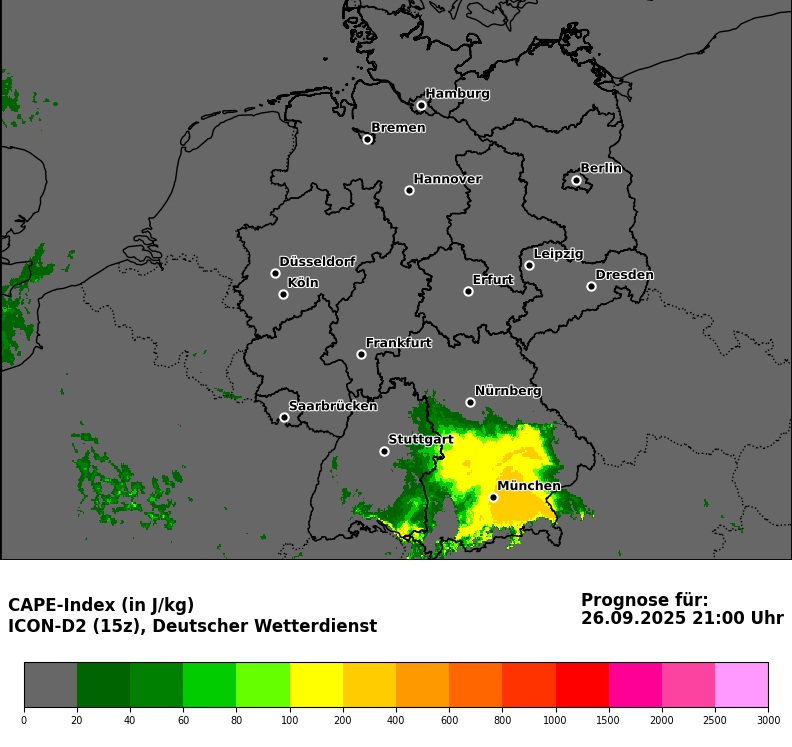 Hamburg
Bremen
Berlin
Hannover
Leipzig
Düsseldorf
Dresden
Köln
Erfurt
Frankfurt
Nürnberg
Saarbrücken
Stuttgart
München
CAPE-Index (in J/kg)
ICON-D2 (15z), Deutscher Wetterdienst
Prognose für:
26.09.2025 21:00 Uhr
0 20 40 60 80 100 200 400 600 800 1000 1500 2000 2500 3000